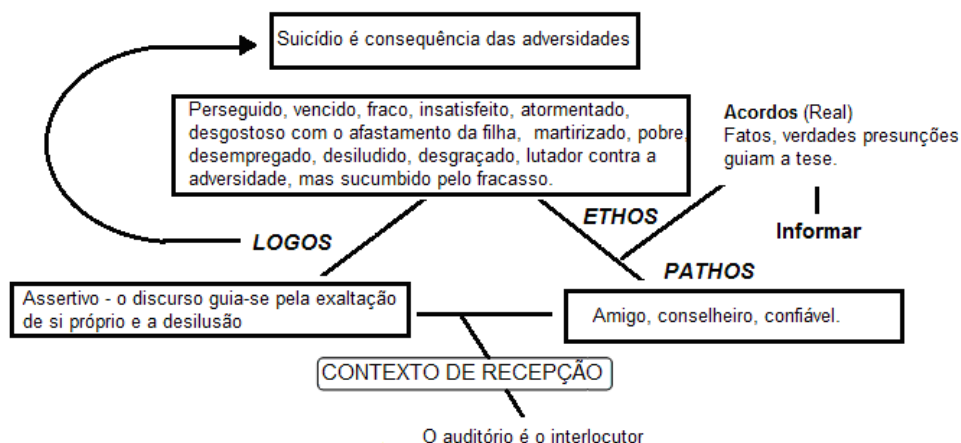 Suicídio é consequência das adversidades
Perseguido, vencido, fraco, insatisfeito, atormentado,
desgostoso com o afastamento da filha, martirizado, pobre,
desempregado, desiludido, desgraçado, lutador contra a
adversidade, mas sucumbido pelo fracasso.
Acordos (Real)
Fatos, verdades presunções
guiam a tese.
ETHOS
Informar
LOGOS
PATHOS
Assertivo - o discurso guia-se pela exaltação
de si próprio e a desilusão
Amigo, conselheiro, confiável.
CONTEXTO DE RECEPÇÃO
O auditório é o interlocutor